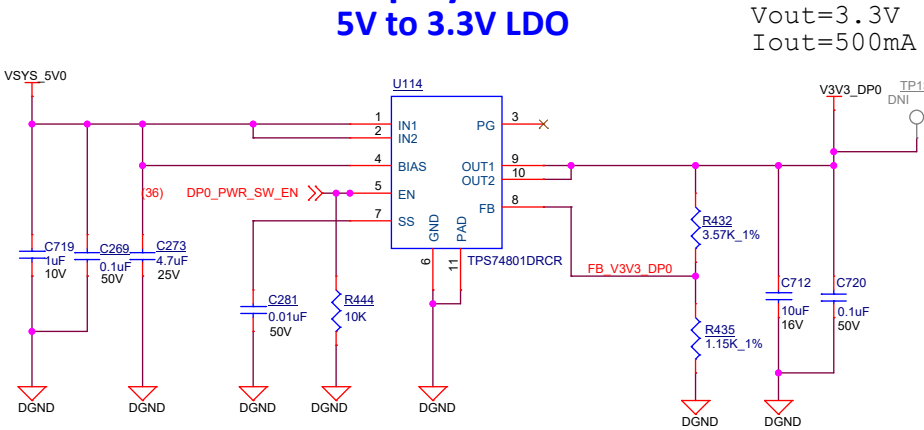 5V to 3.3V LDO
Vout=3.3V
Iout=500mA
VSYS_5V0
U114
V3V3_DP0
DNI
1
IN1
2
IN2
PG
3
4
BIAS
OUT1
9
OUT2
10
(36)
DP0_PWR_SW_EN
5
EN
FB
8
7
SS
GND
PAD
6
11
TPS74801DRCR
R432
3.57K_1%
FB_V3V3_DP0
C719
1uF
10V
C269
0.1uF
50V
C273
4.7uF
25V
C281
0.01uF
50V
R444
10K
R435
1.15K_1%
C712
10uF
16V
C720
0.1uF
50V
DGND
DGND
DGND
DGND
DGND
DGND
DGND